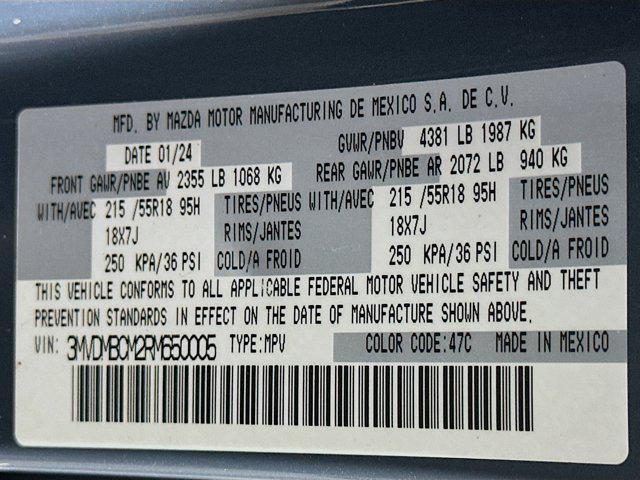 MFD. BY MAZDA MOTOR MANUFACTURING DE MEXICO S.A. DE C.V.
DATE 01/24 GVWR/PNBV 4381 LB 1987 KG
FRONT GAWR/PNBE AV 2355 LB 1068 KG REAR GAWR/PNBE AR 2072 LB 940 KG
WITH/AVEC 215 /55R18 95H TIRES/PNEUS WITH/AVEC 215 /55R18 95H TIRES/PNEUS
18X7J RIMS/JANTES 18X7J RIMS/JANTES
250 KPA/36 PSI COLD/A FROID 250 KPA/36 PSI COLD/A FROID
THIS VEHICLE CONFORMS TO ALL APPLICABLE FEDERAL MOTOR VEHICLE SAFETY AND THEFT
PREVENTION STANDARDS IN EFFECT ON THE DATE OF MANUFACTURE SHOWN ABOVE.
VIN: 3MVDMBCM2RM650005 TYPE:MPV COLOR CODE:47C MADE IN MEXICO